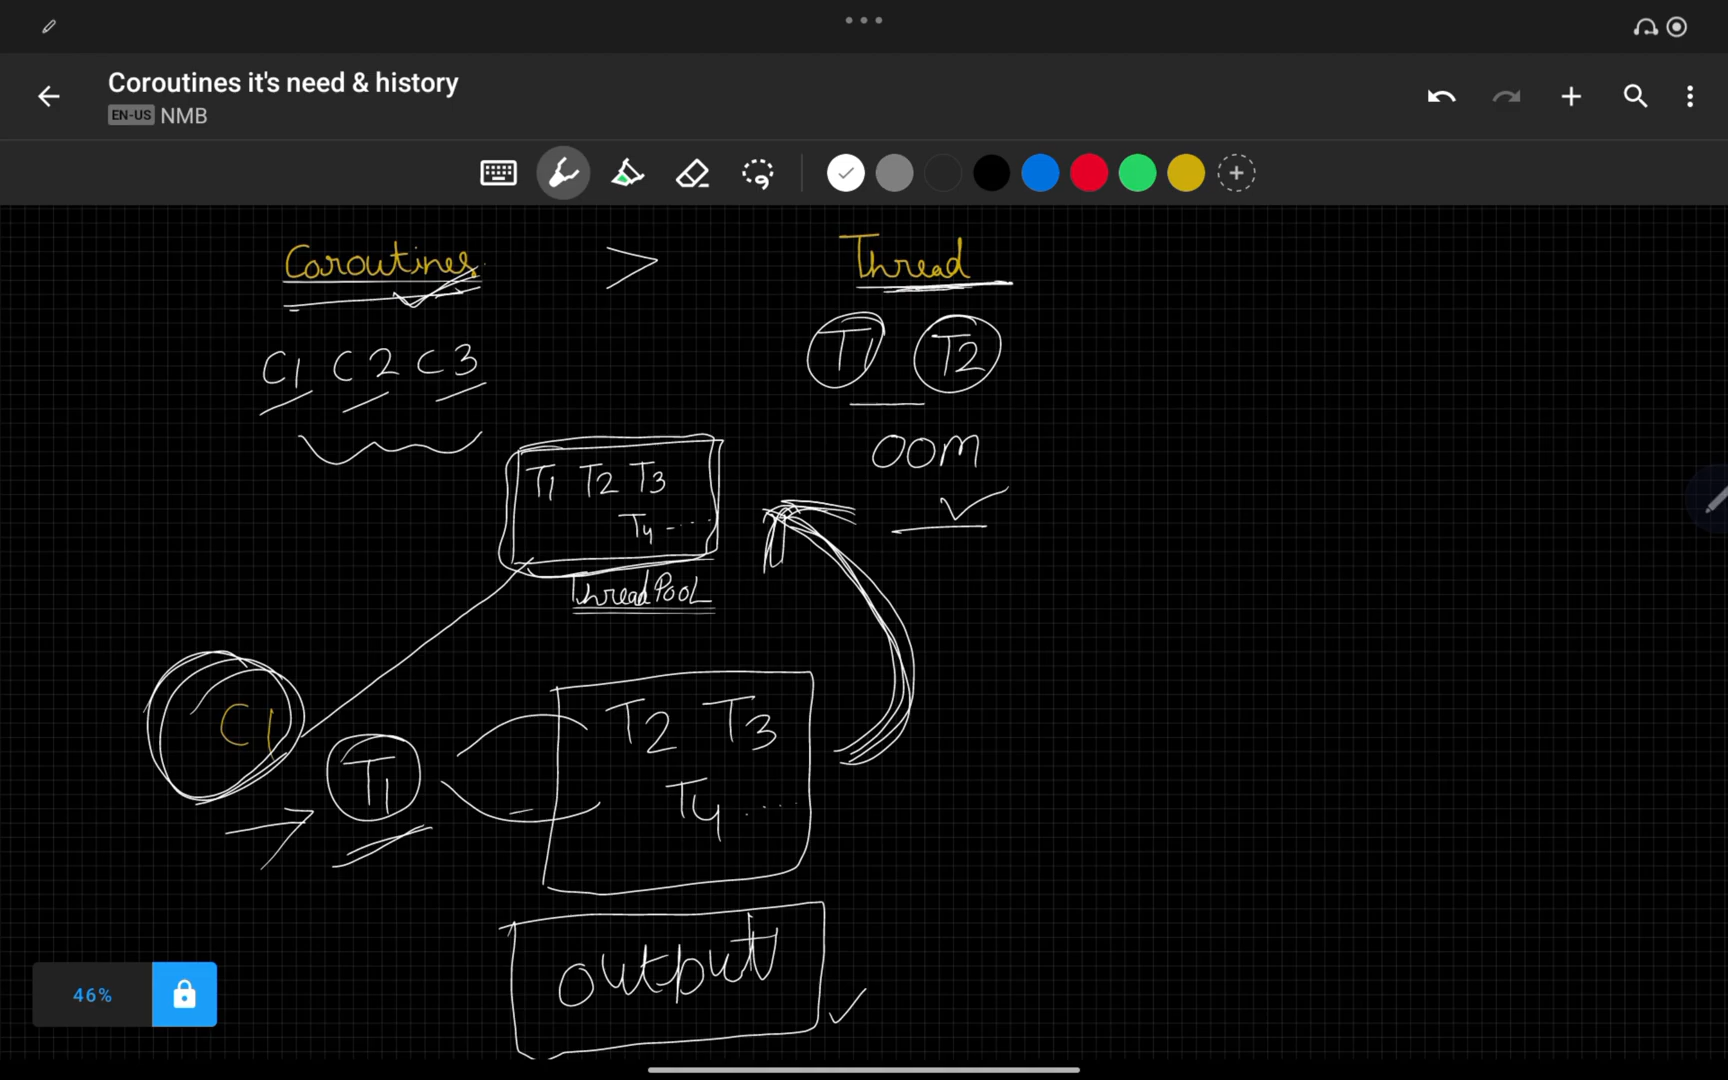 Coroutines it's need & history
EN-US NMB
Coroutines > Thread
C1 C2 C3
T1 T2
OOM
T1 T2 T3
T4 ....
Thread POOL
C1
T1
T2 T3
T4 ....
output
46%